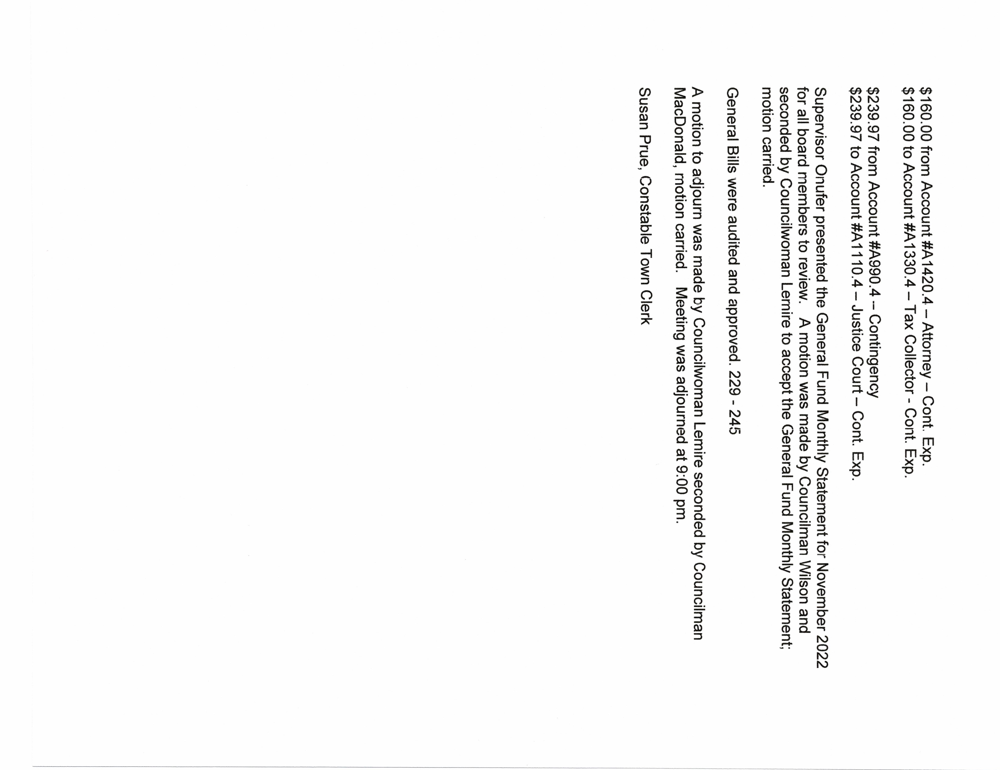 $160.00 from Account #A1420.4 – Attorney – Cont. Exp.
$160.00 to Account #A1330.4 – Tax Collector - Cont. Exp.
$239.97 from Account #A990.4 -- Contingency
$239.97 to Account #A1110.4 – Justice Court – Cont. Exp.
Supervisor Onufer presented the General Fund Monthly Statement for November 2022
for all board members to review. A motion was made by Councilman Wilson and
seconded by Councilwoman Lemire to accept the General Fund Monthly Statement;
motion carried.
General Bills were audited and approved. 229 - 245
A motion to adjourn was made by Councilwoman Lemire seconded by Councilman
MacDonald, motion carried. Meeting was adjourned at 9:00 pm.
Susan Prue, Constable Town Clerk